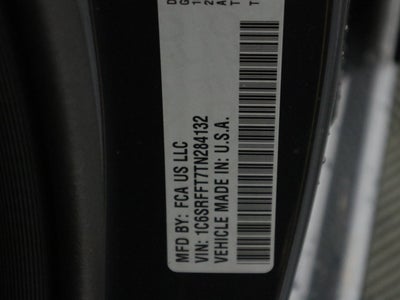 MFD BY: FCA US LLC
VIN: 1C6SRFFT7TN284132
VEHICLE MADE IN: U.S.A.